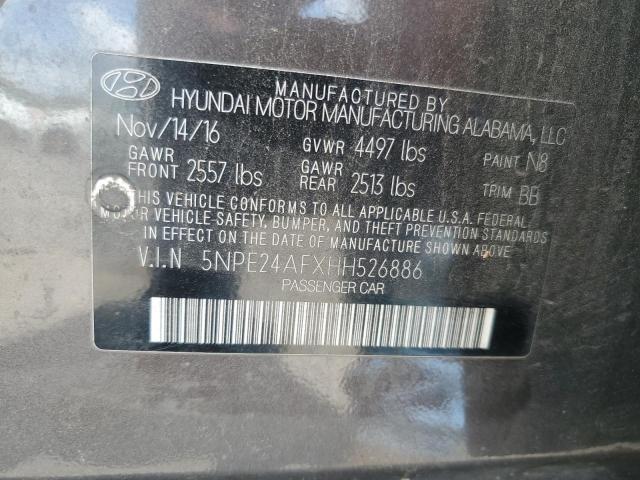 MANUFACTURED BY
HYUNDAI MOTOR MANUFACTURING ALABAMA, LLC
Nov/14/16 GVWR 4497 lbs PAINT N8
GAWR FRONT 2557 lbs GAWR REAR 2513 lbs TRIM BB
THIS VEHICLE CONFORMS TO ALL APPLICABLE U.S.A. FEDERAL
MOTOR VEHICLE SAFETY, BUMPER, AND THEFT PREVENTION STANDARDS
IN EFFECT ON THE DATE OF MANUFACTURE SHOWN ABOVE.
V.I.N 5NPE24AFXHH526886
PASSENGER CAR